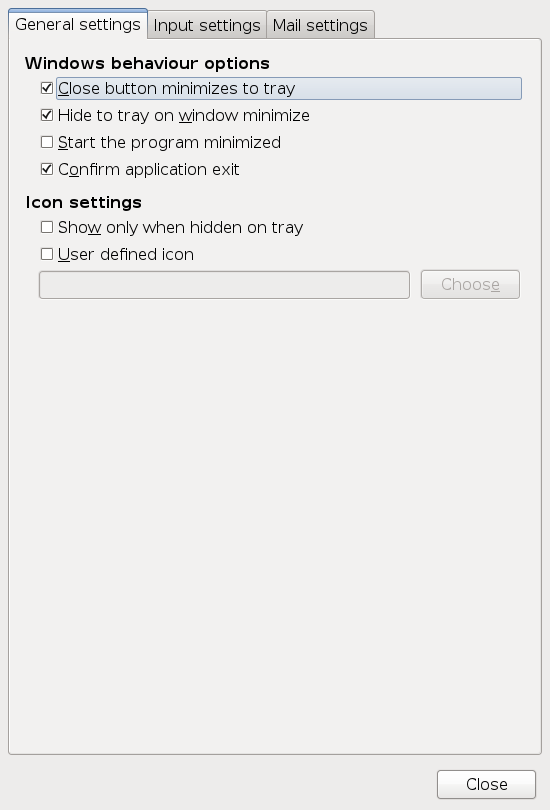 General settings Input settings Mail settings
Windows behaviour options
Close button minimizes to tray
Hide to tray on window minimize
Start the program minimized
Confirm application exit
Icon settings
Show only when hidden on tray
User defined icon
Choose
Close